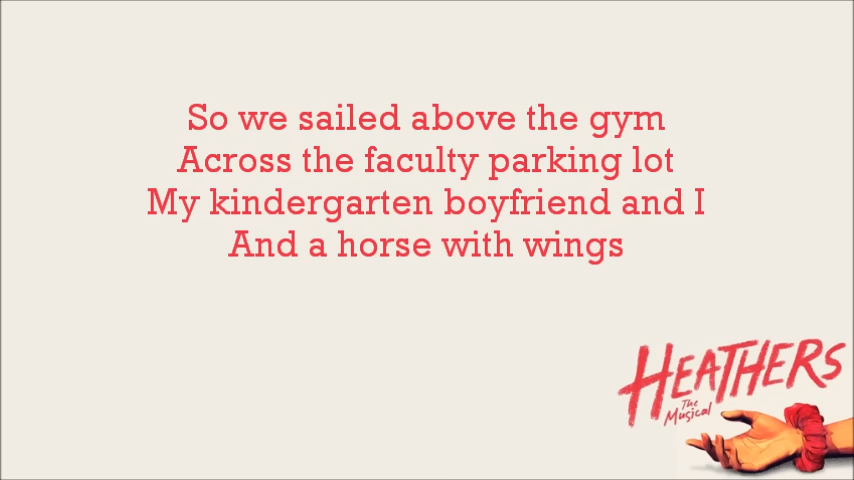 So we sailed above the gym
Across the faculty parking lot
My kindergarten boyfriend and I
And a horse with wings
HEATHERS
The
Musical